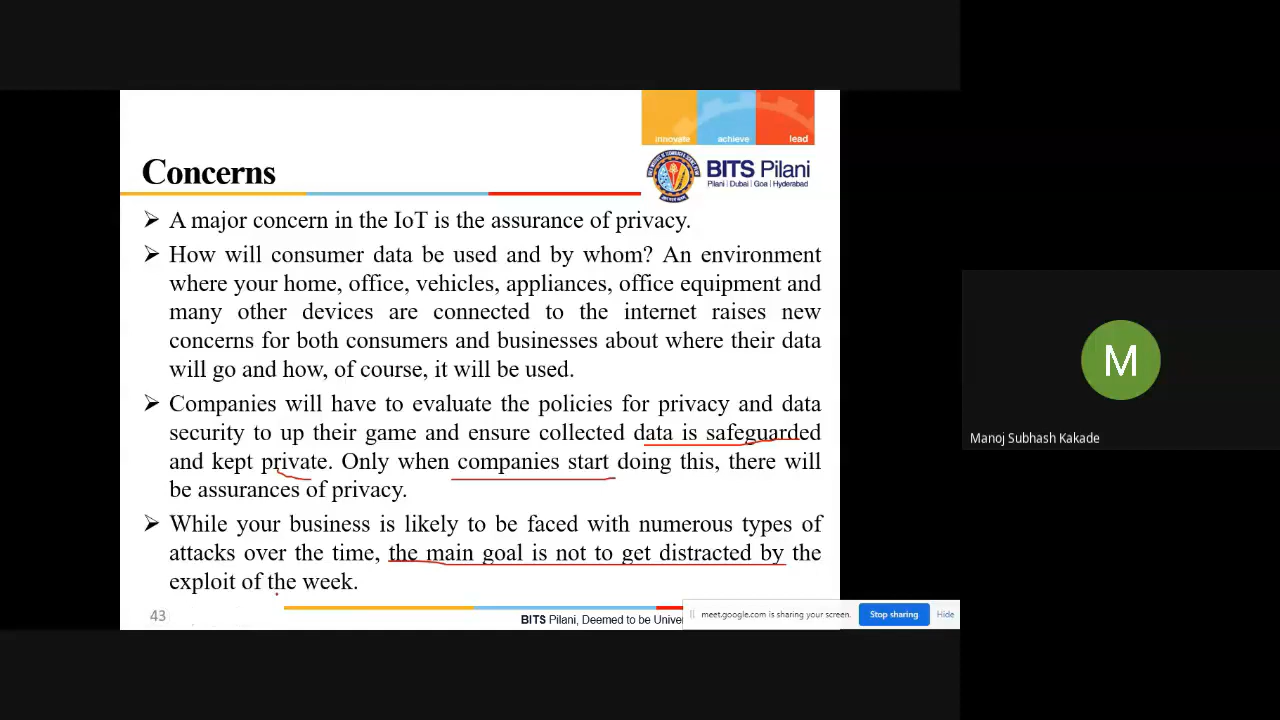 innovate achieve lead
Concerns
BITS Pilani
Pilani | Dubai | Goa | Hyderabad
➢ A major concern in the IoT is the assurance of privacy.
➢ How will consumer data be used and by whom? An environment
where your home, office, vehicles, appliances, office equipment and
many other devices are connected to the internet raises new
concerns for both consumers and businesses about where their data
will go and how, of course, it will be used.
➢ Companies will have to evaluate the policies for privacy and data
security to up their game and ensure collected data is safeguarded
and kept private. Only when companies start doing this, there will
be assurances of privacy.
➢ While your business is likely to be faced with numerous types of
attacks over the time, the main goal is not to get distracted by the
exploit of the week.
43
BITS Pilani, Deemed to be Unive
meet.google.com is sharing your screen. Stop sharing Hide
M
Manoj Subhash Kakade